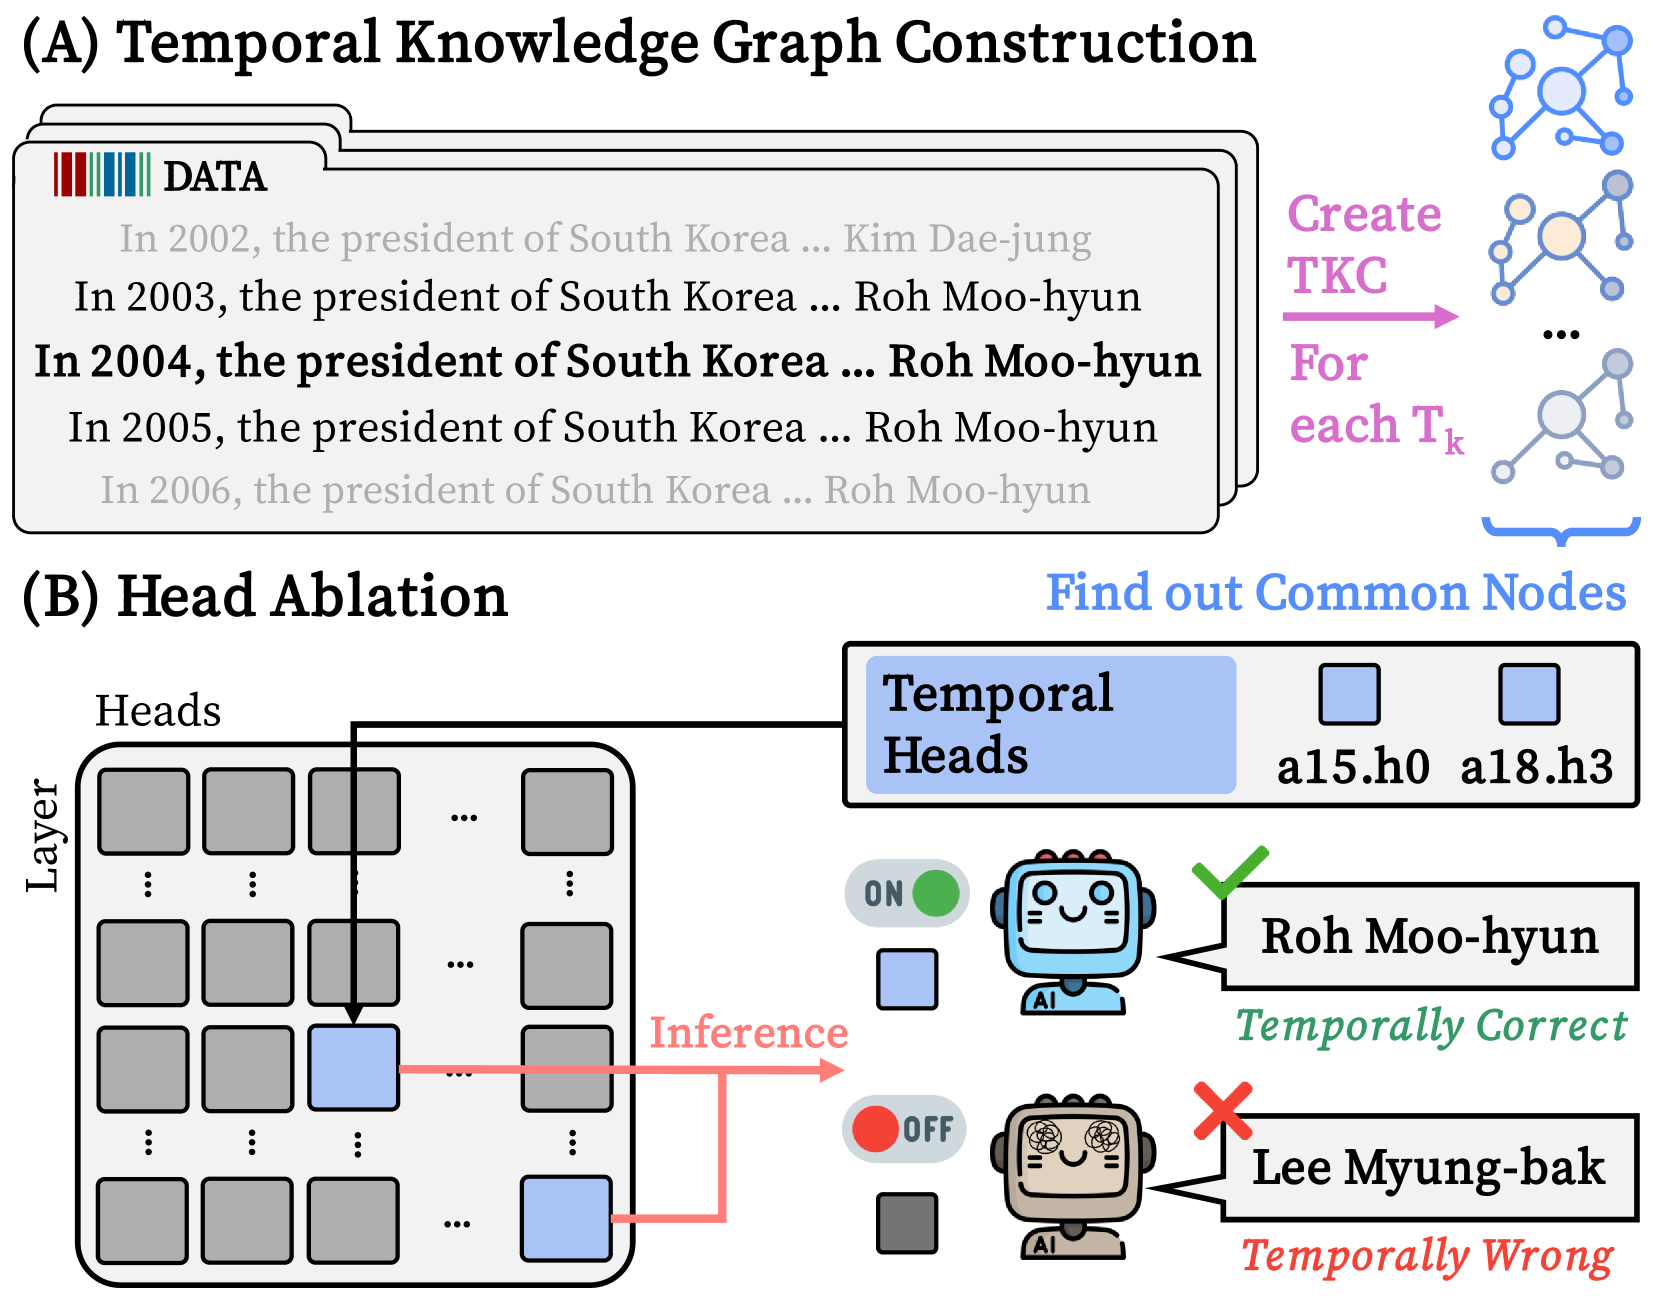 (A) Temporal Knowledge Graph Construction
DATA
In 2002, the president of South Korea ... Kim Dae-jung
In 2003, the president of South Korea ... Roh Moo-hyun
In 2004, the president of South Korea ... Roh Moo-hyun
In 2005, the president of South Korea ... Roh Moo-hyun
In 2006, the president of South Korea ... Roh Moo-hyun
Create
TKC
For
each Tk
...
Find out Common Nodes
(B) Head Ablation
Heads
Layer
...
...
...
...
Temporal
Heads
a15.h0
a18.h3
Inference
ON
AI
Roh Moo-hyun
Temporally Correct
OFF
AI
Lee Myung-bak
Temporally Wrong